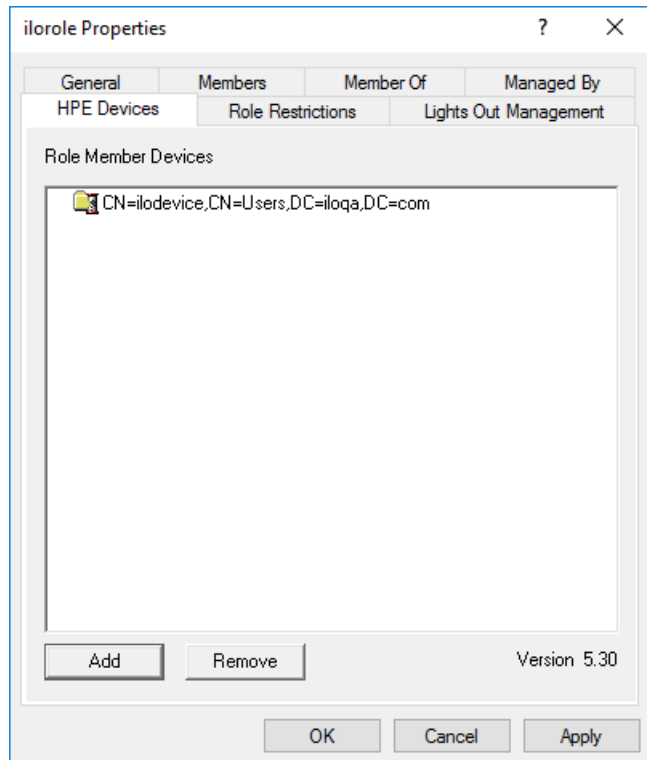 ilorole Properties ? ×
General Members Member Of Managed By
HPE Devices Role Restrictions Lights Out Management
Role Member Devices
CN=ilodevice,CN=Users,DC=iloqa,DC=com
Add Remove Version 5.30
OK Cancel Apply